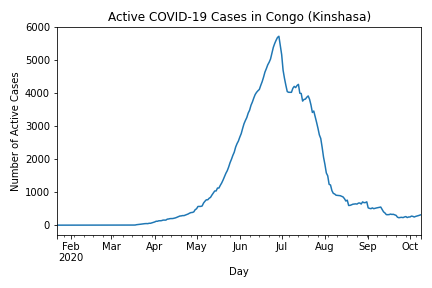 Active COVID-19 Cases in Congo (Kinshasa)
Number of Active Cases
6000
5000
4000
3000
2000
1000
0
Feb Mar Apr May Jun Jul Aug Sep Oct
2020
Day